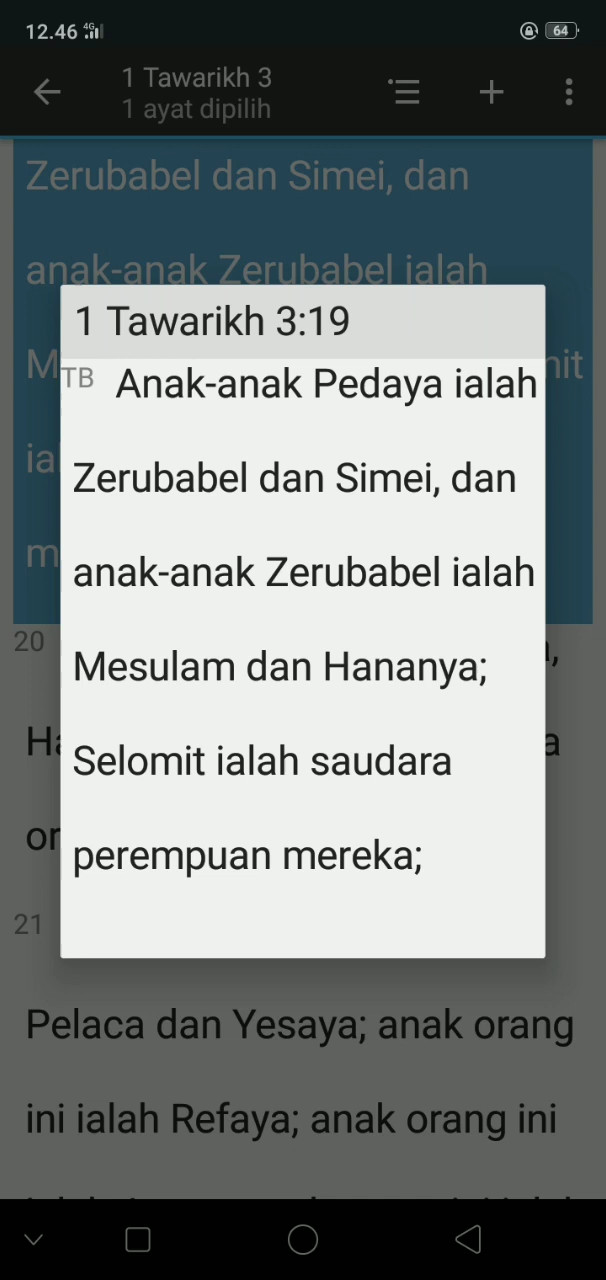 12.46 4G 64
1 Tawarikh 3
1 ayat dipilih
Zerubabel dan Simei, dan
anak-anak Zerubabel ialah
1 Tawarikh 3:19
TB Anak-anak Pedaya ialah
Zerubabel dan Simei, dan
anak-anak Zerubabel ialah
Mesulam dan Hananya;
Selomit ialah saudara
perempuan mereka;
20
21
Pelaca dan Yesaya; anak orang
ini ialah Refaya; anak orang ini